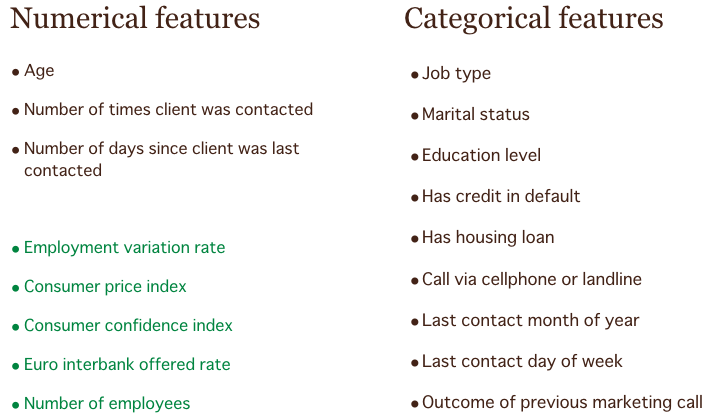 Numerical features
• Age
• Number of times client was contacted
• Number of days since client was last
contacted
• Employment variation rate
• Consumer price index
• Consumer confidence index
• Euro interbank offered rate
• Number of employees
Categorical features
• Job type
• Marital status
• Education level
• Has credit in default
• Has housing loan
• Call via cellphone or landline
• Last contact month of year
• Last contact day of week
• Outcome of previous marketing call